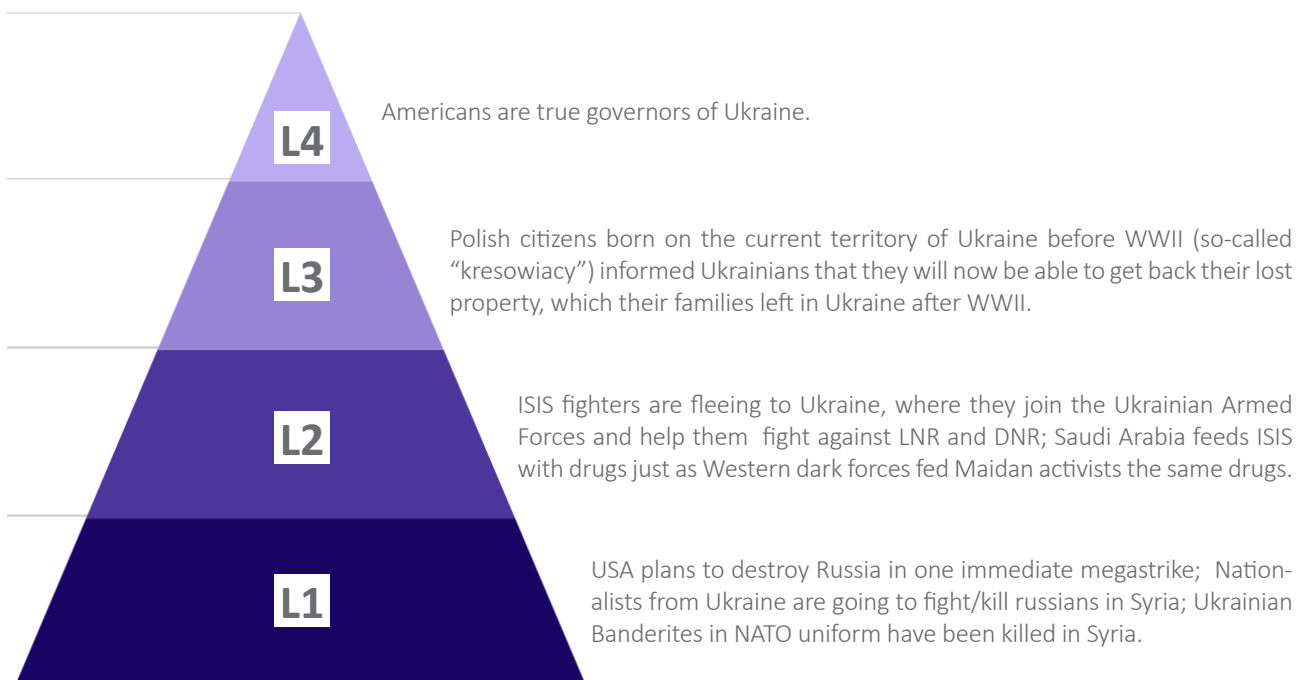 L4
Americans are true governors of Ukraine.
L3
Polish citizens born on the current territory of Ukraine before WWII (so-called
“kresowiacy”) informed Ukrainians that they will now be able to get back their lost
property, which their families left in Ukraine after WWII.
L2
ISIS fighters are fleeing to Ukraine, where they join the Ukrainian Armed
Forces and help them fight against LNR and DNR; Saudi Arabia feeds ISIS
with drugs just as Western dark forces fed Maidan activists the same drugs.
L1
USA plans to destroy Russia in one immediate megastrike; Nation-
alists from Ukraine are going to fight/kill russians in Syria; Ukrainian
Banderites in NATO uniform have been killed in Syria.